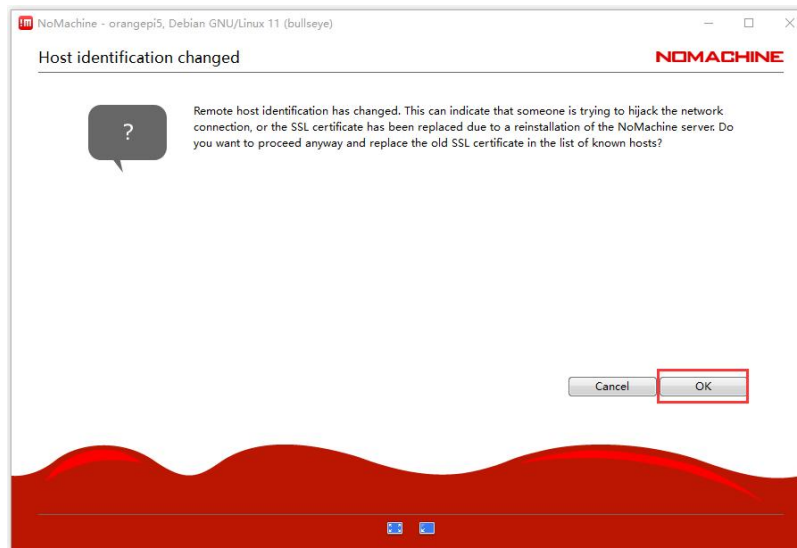 NoMachine - orangepi5, Debian GNU/Linux 11 (bullseye)
Host identification changed
NOMACHINE
?
Remote host identification has changed. This can indicate that someone is trying to hijack the network
connection, or the SSL certificate has been replaced due to a reinstallation of the NoMachine server. Do
you want to proceed anyway and replace the old SSL certificate in the list of known hosts?
Cancel OK